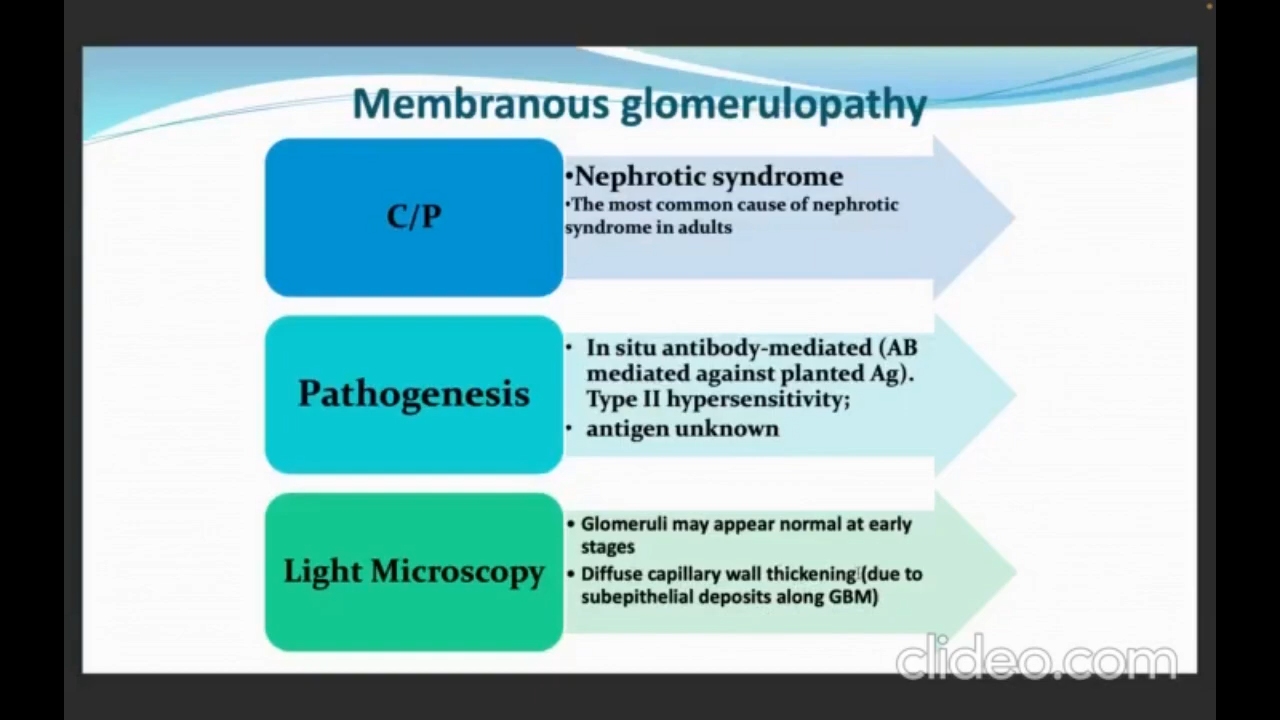 Membranous glomerulopathy
C/P
•Nephrotic syndrome
•The most common cause of nephrotic
syndrome in adults
Pathogenesis
• In situ antibody-mediated (AB
mediated against planted Ag).
Type II hypersensitivity;
• antigen unknown
Light Microscopy
• Glomeruli may appear normal at early
stages
• Diffuse capillary wall thickening (due to
subepithelial deposits along GBM)
clideo.com